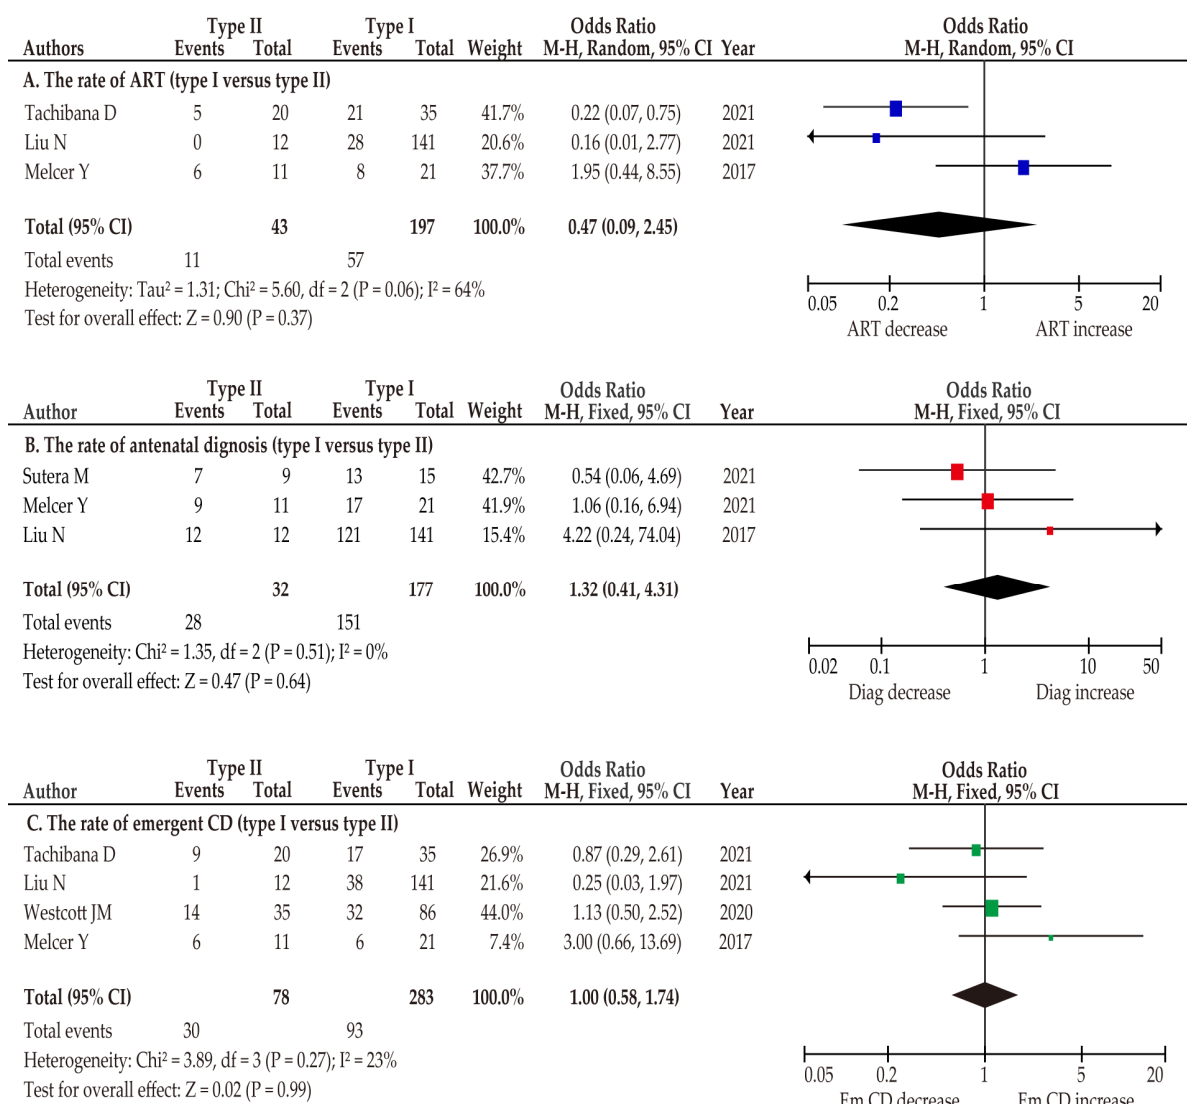 Type II Type I Odds Ratio Odds Ratio
Authors Events Total Events Total Weight M-H, Random, 95% CI Year M-H, Random, 95% CI
A. The rate of ART (type I versus type II)
Tachibana D 5 20 21 35 41.7% 0.22 (0.07, 0.75) 2021
Liu N 0 12 28 141 20.6% 0.16 (0.01, 2.77) 2021
Melcer Y 6 11 8 21 37.7% 1.95 (0.44, 8.55) 2017
Total (95% CI) 43 197 100.0% 0.47 (0.09, 2.45)
Total events 11 57
Heterogeneity: Tau² = 1.31; Chi² = 5.60, df = 2 (P = 0.06); I² = 64%
Test for overall effect: Z = 0.90 (P = 0.37)
0.05 0.2 1 5 20
ART decrease ART increase
Type II Type I Odds Ratio Odds Ratio
Author Events Total Events Total Weight M-H, Fixed, 95% CI Year M-H, Fixed, 95% CI
B. The rate of antenatal dignosis (type I versus type II)
Sutera M 7 9 13 15 42.7% 0.54 (0.06, 4.69) 2021
Melcer Y 9 11 17 21 41.9% 1.06 (0.16, 6.94) 2021
Liu N 12 12 121 141 15.4% 4.22 (0.24, 74.04) 2017
Total (95% CI) 32 177 100.0% 1.32 (0.41, 4.31)
Total events 28 151
Heterogeneity: Chi² = 1.35, df = 2 (P = 0.51); I² = 0%
Test for overall effect: Z = 0.47 (P = 0.64)
0.02 0.1 1 10 50
Diag decrease Diag increase
Type II Type I Odds Ratio Odds Ratio
Author Events Total Events Total Weight M-H, Fixed, 95% CI Year M-H, Fixed, 95% CI
C. The rate of emergent CD (type I versus type II)
Tachibana D 9 20 17 35 26.9% 0.87 (0.29, 2.61) 2021
Liu N 1 12 38 141 21.6% 0.25 (0.03, 1.97) 2021
Westcott JM 14 35 32 86 44.0% 1.13 (0.50, 2.52) 2020
Melcer Y 6 11 6 21 7.4% 3.00 (0.66, 13.69) 2017
Total (95% CI) 78 283 100.0% 1.00 (0.58, 1.74)
Total events 30 93
Heterogeneity: Chi² = 3.89, df = 3 (P = 0.27); I² = 23%
Test for overall effect: Z = 0.02 (P = 0.99)
0.05 0.2 1 5 20
Em CD decrease Em CD increase